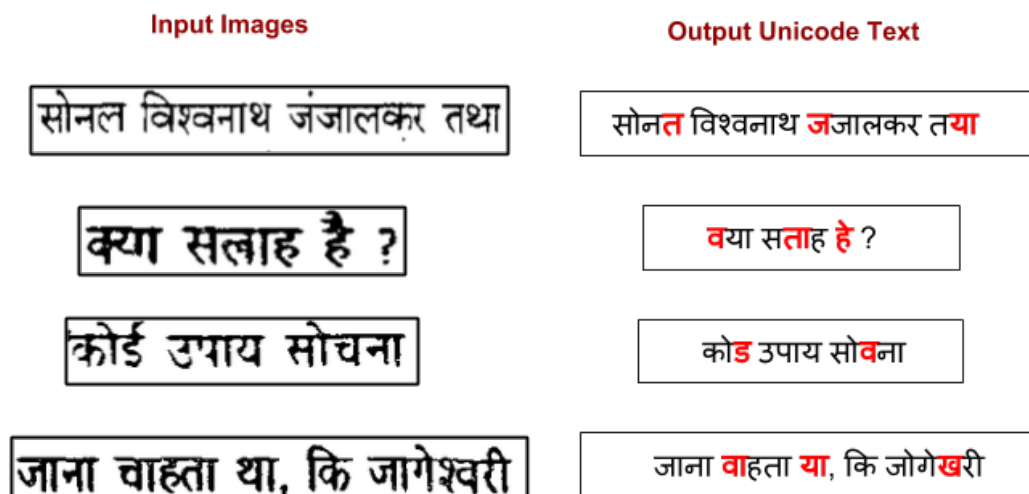 Input Images
Output Unicode Text
सोनल विश्वनाथ जंजालकर तथा
सोनत विश्वनाथ जजालकर तया
क्या सलाह है ?
वया सताह हे ?
कोई उपाय सोचना
कोड उपाय सोवना
जाना चाहता था, कि जागेश्वरी
जाना वाहता या, कि जोगेखरी